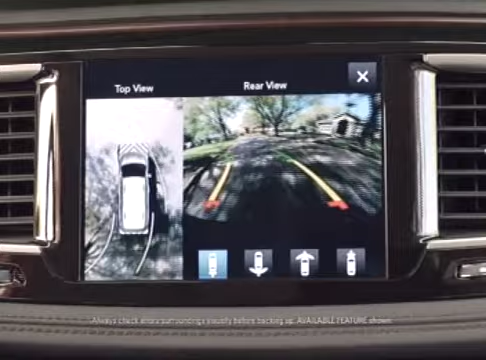 Top View
Rear View
X
Always check entire surroundings visually before backing up. AVAILABLE FEATURE shown.